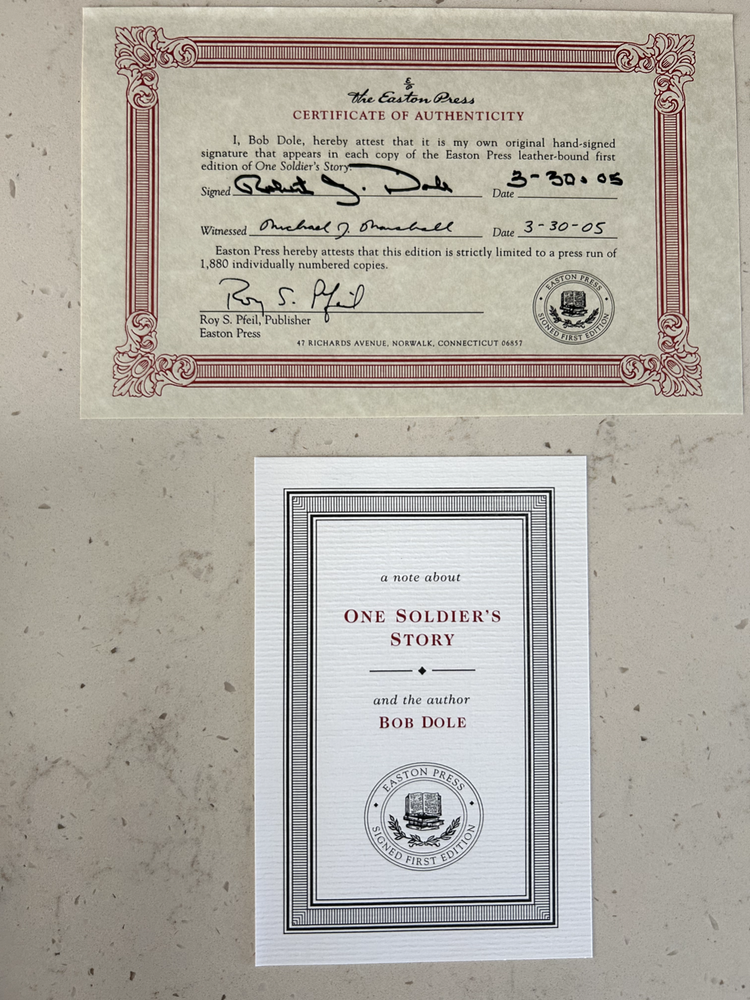 E
P
The Easton Press
CERTIFICATE OF AUTHENTICITY
I, Bob Dole, hereby attest that it is my own original hand-signed
signature that appears in each copy of the Easton Press leather-bound first
edition of One Soldier's Story.
Signed Robert J. Dole Date 3-30-05
Witnessed Michael J. Marshall Date 3-30-05
Easton Press hereby attests that this edition is strictly limited to a press run of
1,880 individually numbered copies.
Roy S. Pfeil
Roy S. Pfeil, Publisher
Easton Press
EASTON PRESS
SIGNED FIRST EDITION
47 RICHARDS AVENUE, NORWALK, CONNECTICUT 06857
a note about
ONE SOLDIER'S
STORY
and the author
BOB DOLE
EASTON PRESS
SIGNED FIRST EDITION